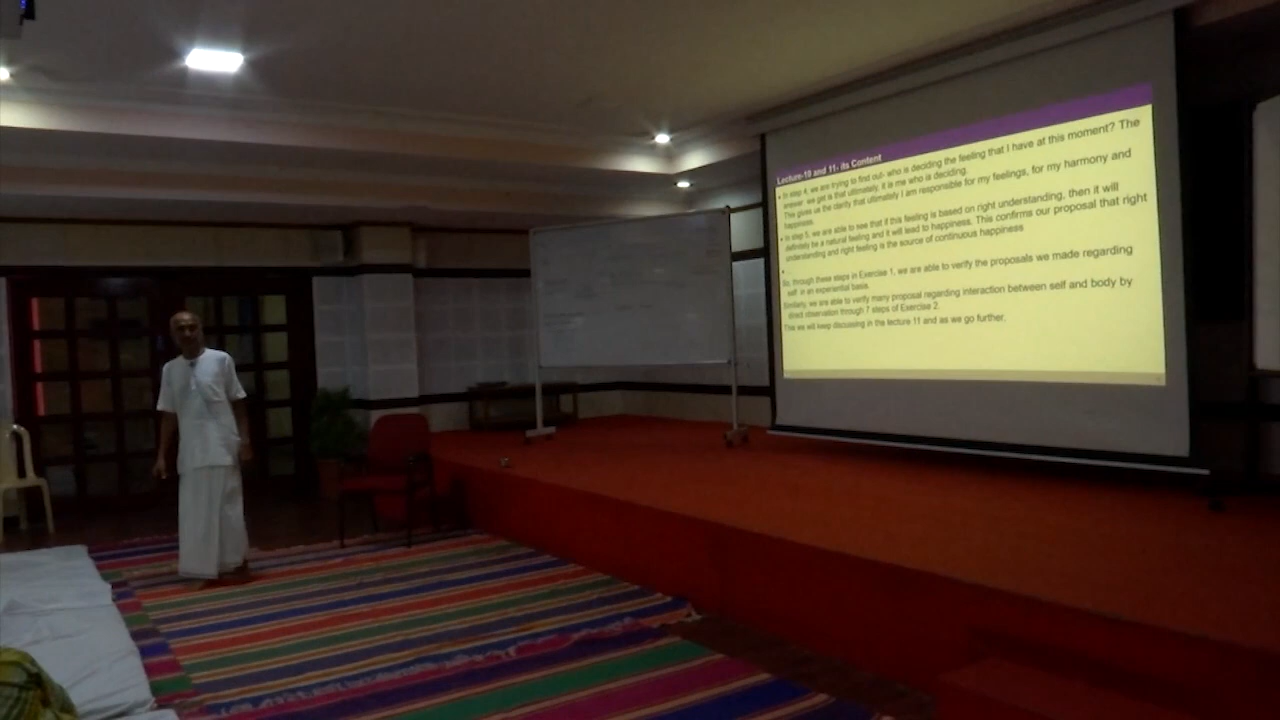 Lecture-10 and 11- its Content
• In step 4, we are trying to find out- who is deciding the feeling that I have at this moment? The
answer we get is that ultimately, it is me who is deciding.
This gives us the clarity that ultimately I am responsible for my feelings, for my harmony and
happiness.
• In step 5, we are able to see that if this feeling is based on right understanding, then it will
definitely be a natural feeling and it will lead to happiness. This confirms our proposal that right
understanding and right feeling is the source of continuous happiness
•
So, through these steps in Exercise 1, we are able to verify the proposals we made regarding
self in an experiential basis.
Similarly, we are able to verify many proposal regarding interaction between self and body by
direct observation through 7 steps of Exercise 2.
This we will keep discussing in the lecture 11 and as we go further.